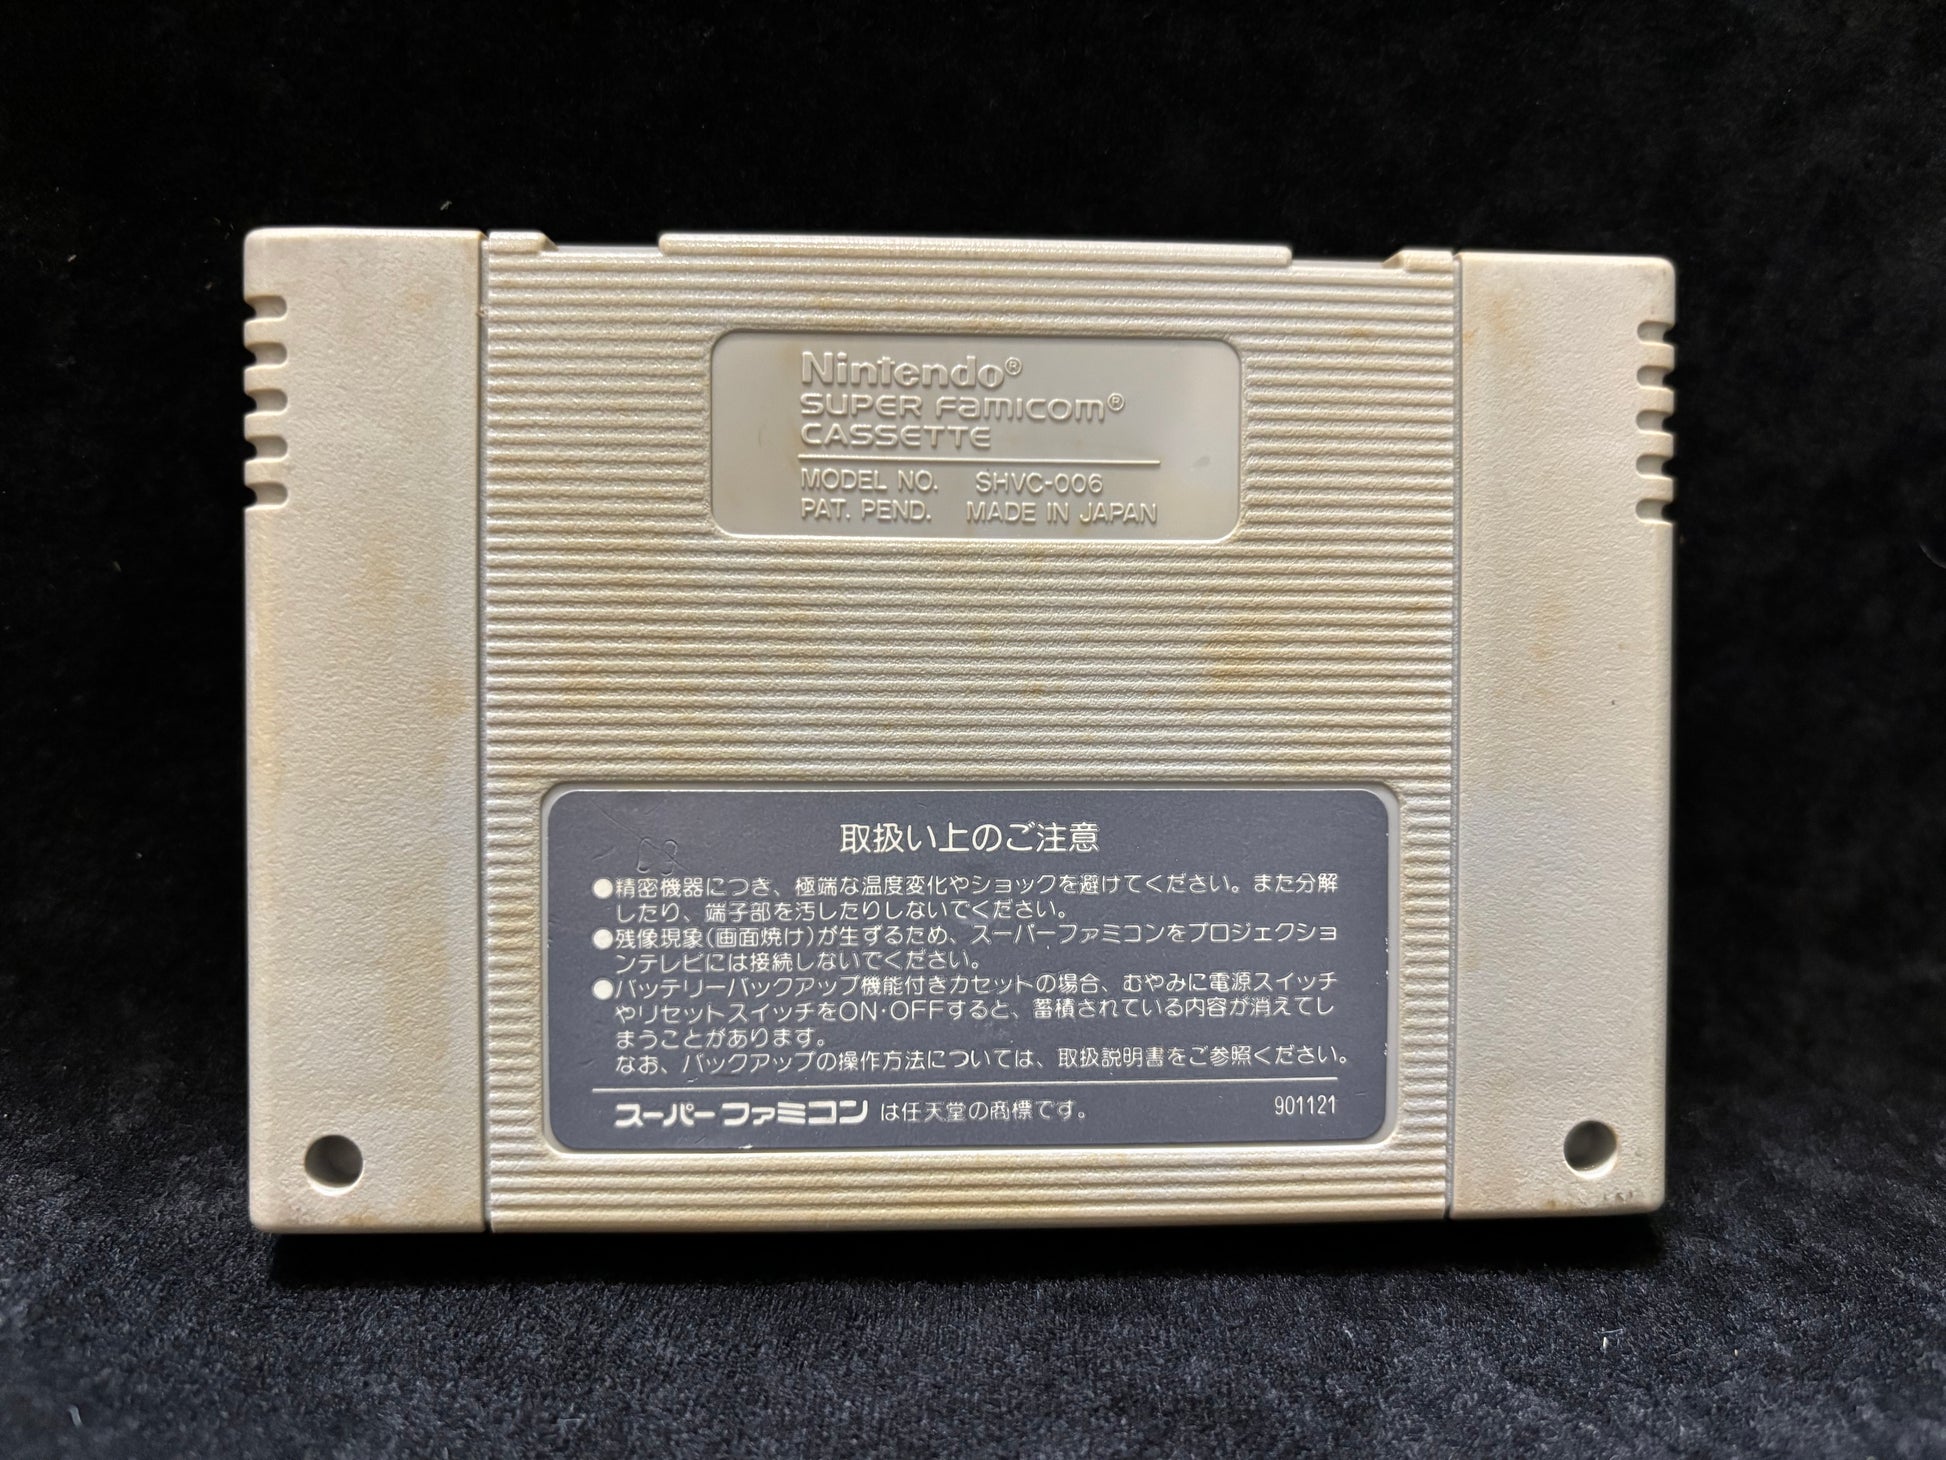 Nintendo®
SUPER Famicom®
CASSETTE
MODEL NO. SHVC-006
PAT. PEND. MADE IN JAPAN
取扱い上のご注意
03
●精密機器につき、極端な温度変化やショックを避けてください。また分解
したり、端子部を汚したりしないでください。
●残像現象(画面焼け)が生ずるため、スーパーファミコンをプロジェクショ
ンテレビには接続しないでください。
●バッテリーバックアップ機能付きカセットの場合、むやみに電源スイッチ
やリセットスイッチをON・OFFすると、蓄積されている内容が消えてし
まうことがあります。
なお、バックアップの操作方法については、取扱説明書をご参照ください。
スーパーファミコンは任天堂の商標です。 901121